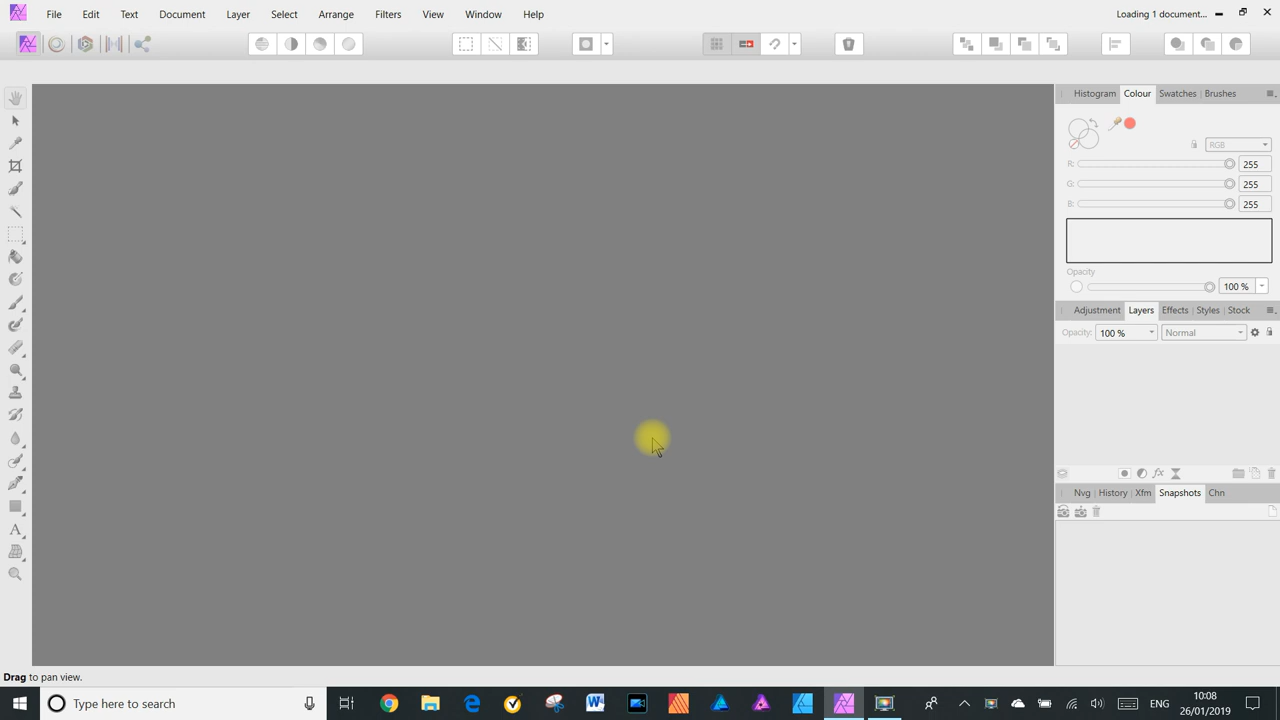 File Edit Text Document Layer Select Arrange Filters View Window Help Loading 1 document...
Histogram Colour Swatches Brushes
RGB
R: 255
G: 255
B: 255
Opacity
100 %
Adjustment Layers Effects Styles Stock
Opacity: 100 % Normal
fx
Nvg History Xfm Snapshots Chn
A
Drag to pan view.
Type here to search
ENG
10:08
26/01/2019